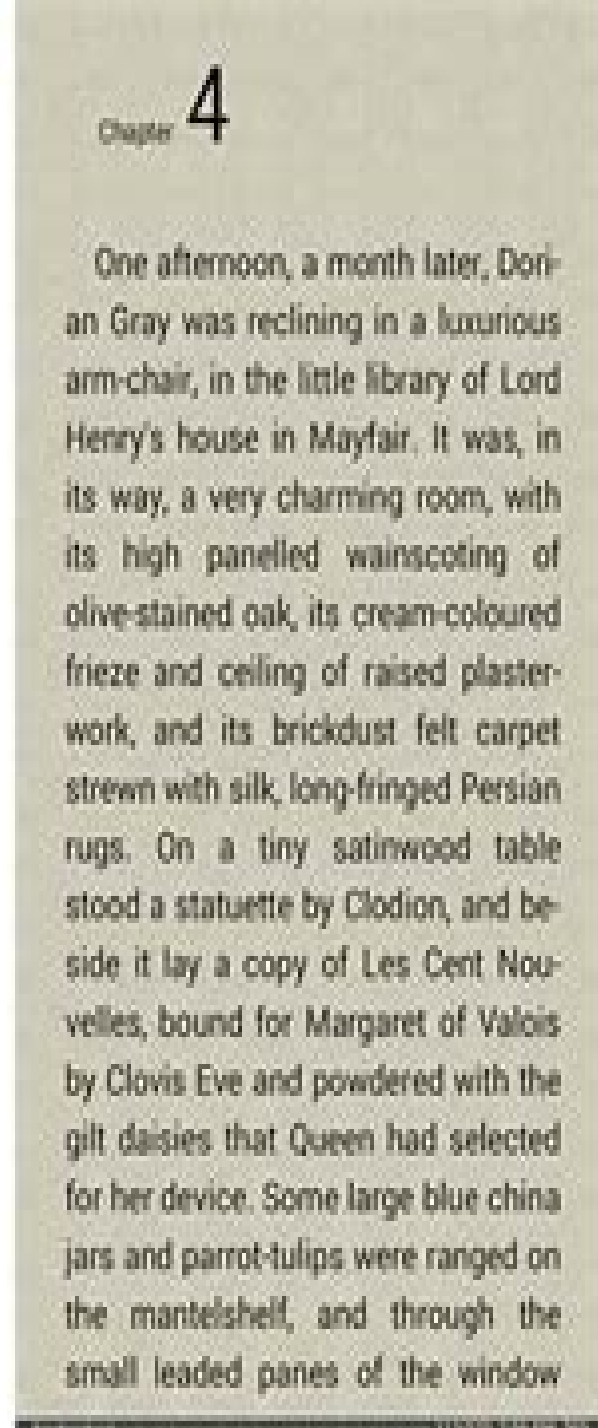 Chapter 4
One afternoon, a month later, Dori-
an Gray was reclining in a luxurious
arm-chair, in the little library of Lord
Henry's house in Mayfair. It was, in
its way, a very charming room, with
its high panelled wainscoting of
olive-stained oak, its cream-coloured
frieze and ceiling of raised plaster-
work, and its brickdust felt carpet
strewn with silk, long-fringed Persian
rugs. On a tiny satinwood table
stood a statuette by Clodion, and be-
side it lay a copy of Les Cent Nou-
velles, bound for Margaret of Valois
by Clovis Eve and powdered with the
gilt daisies that Queen had selected
for her device. Some large blue china
jars and parrot-tulips were ranged on
the mantelshelf, and through the
small leaded panes of the window